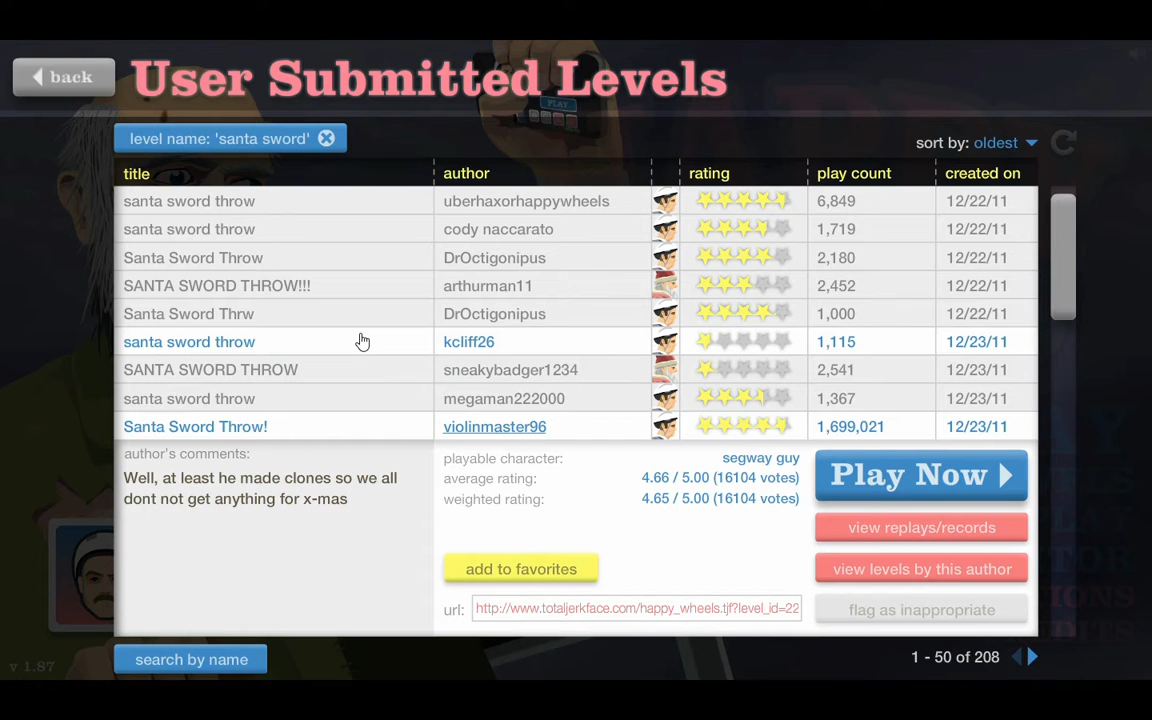 back
User Submitted Levels
PLAY
level name: 'santa sword'
sort by: oldest
title author rating play count created on
santa sword throw uberhaxorhappywheels 6,849 12/22/11
santa sword throw cody naccarato 1,719 12/22/11
Santa Sword Throw DrOctigonipus 2,180 12/22/11
SANTA SWORD THROW!!! arthurman11 2,452 12/22/11
Santa Sword Thrw DrOctigonipus 1,000 12/22/11
santa sword throw kcliff26 1,115 12/23/11
SANTA SWORD THROW sneakybadger1234 2,541 12/23/11
santa sword throw megaman222000 1,367 12/23/11
Santa Sword Throw! violinmaster96 1,699,021 12/23/11
author's comments:
Well, at least he made clones so we all
dont not get anything for x-mas
playable character: segway guy
average rating: 4.66 / 5.00 (16104 votes)
weighted rating: 4.65 / 5.00 (16104 votes)
Play Now
view replays/records
add to favorites
view levels by this author
url: http://www.totaljerkface.com/happy_wheels.tjf?level_id=22
flag as inappropriate
search by name
1 - 50 of 208
v 1.87